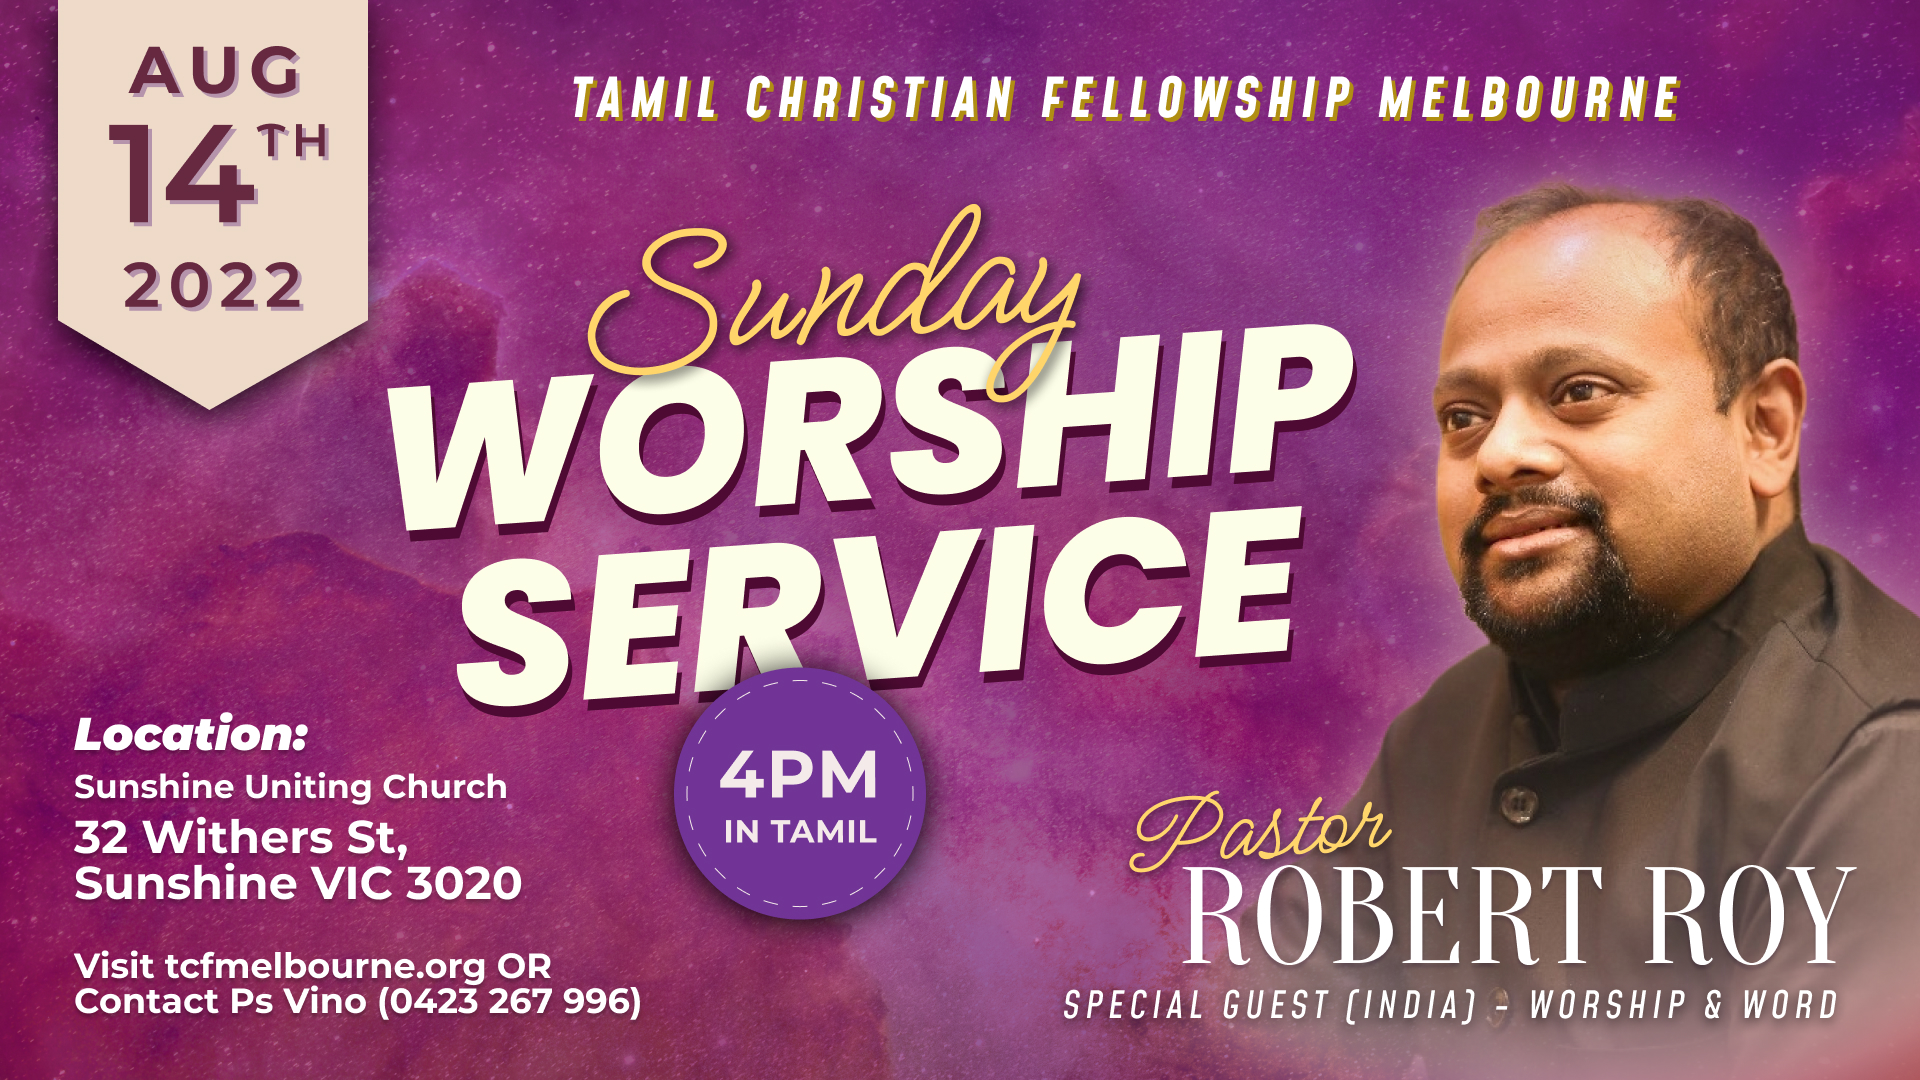 AUG
14TH
2022
TAMIL CHRISTIAN FELLOWSHIP MELBOURNE
Sunday
WORSHIP
SERVICE
4PM
IN TAMIL
Location:
Sunshine Uniting Church
32 Withers St,
Sunshine VIC 3020
Visit tcfmelbourne.org OR
Contact Ps Vino (0423 267 996)
Pastor
ROBERT ROY
SPECIAL GUEST (INDIA) - WORSHIP & WORD